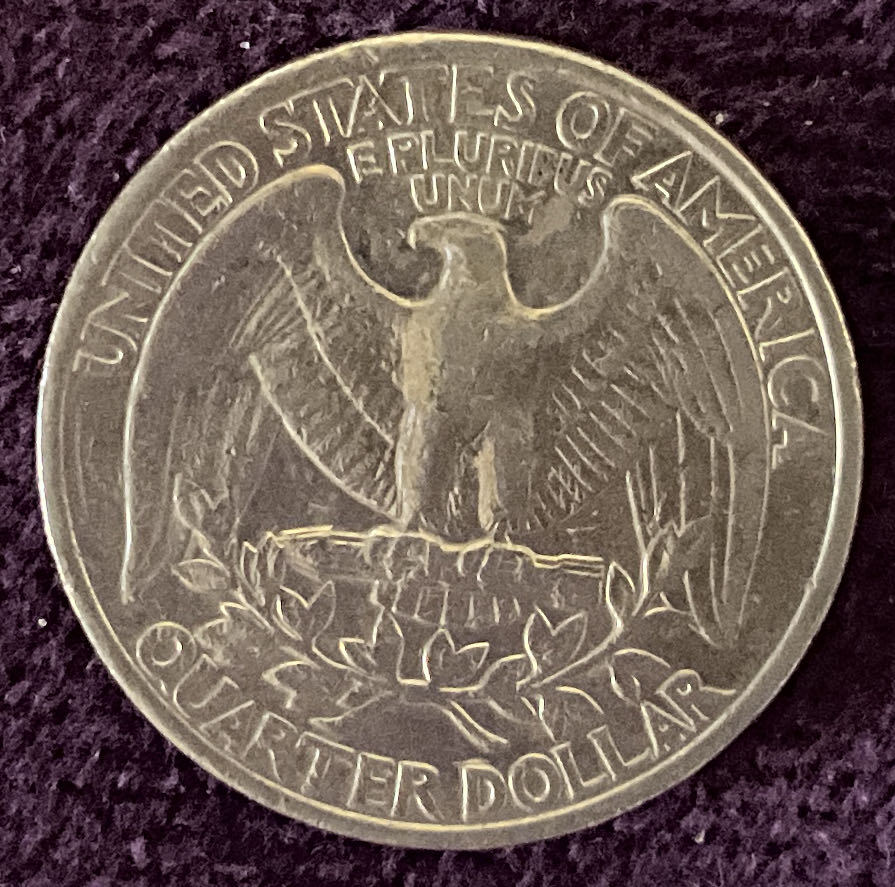 UNITED STATES OF AMERICA
E PLURIBUS
UNUM
QUARTER DOLLAR